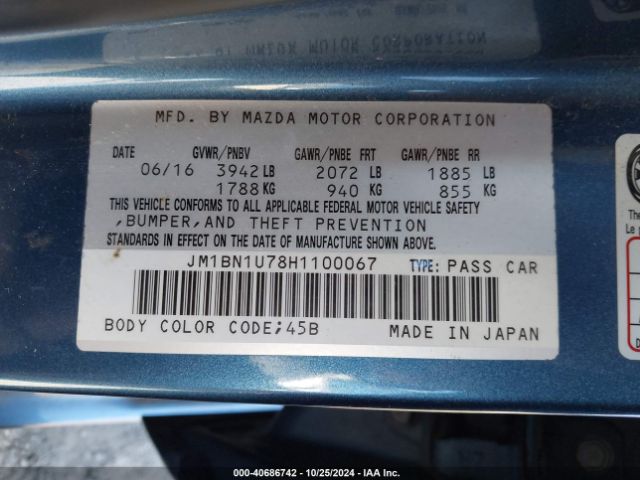 MFD. BY MAZDA MOTOR CORPORATION
DATE GVWR/PNBV GAWR/PNBE FRT GAWR/PNBE RR
06/16 3942 LB 2072 LB 1885 LB
1788 KG 940 KG 855 KG
THIS VEHICLE CONFORMS TO ALL APPLICABLE FEDERAL MOTOR VEHICLE SAFETY
,BUMPER,AND THEFT PREVENTION
STANDARDS IN EFFECT ON THE DATE OF MANUFACTURE SHOWN ABOVE.
JM1BN1U78H1100067 TYPE: PASS CAR
BODY COLOR CODE;45B MADE IN JAPAN
The
Le p
000-40686742 - 10/25/2024 - IAA Inc.